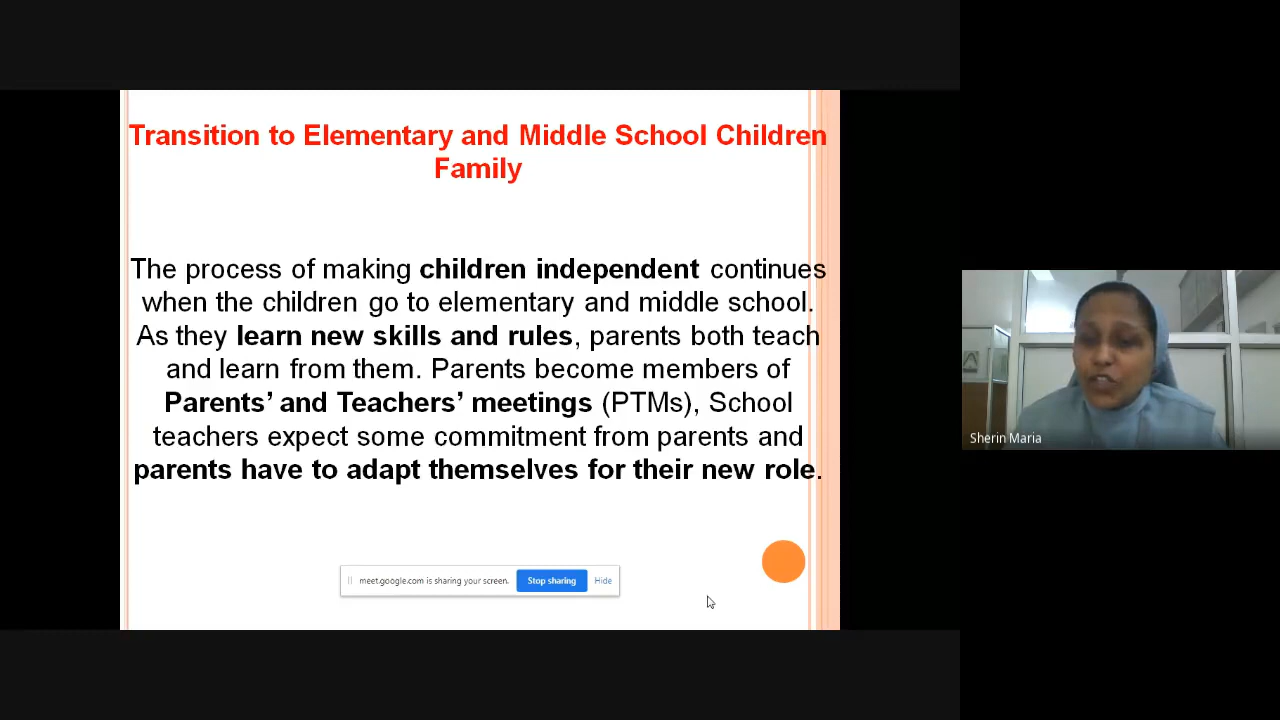 Transition to Elementary and Middle School Children
Family
The process of making children independent continues
when the children go to elementary and middle school.
As they learn new skills and rules, parents both teach
and learn from them. Parents become members of
Parents’ and Teachers’ meetings (PTMs), School
teachers expect some commitment from parents and
parents have to adapt themselves for their new role.
meet.google.com is sharing your screen. Stop sharing Hide
Sherin Maria